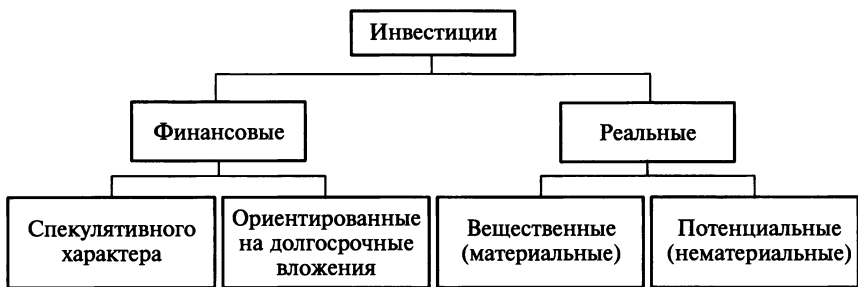 Инвестиции
Финансовые
Реальные
Спекулятивного
характера
Ориентированные
на долгосрочные
вложения
Вещественные
(материальные)
Потенциальные
(нематериальные)